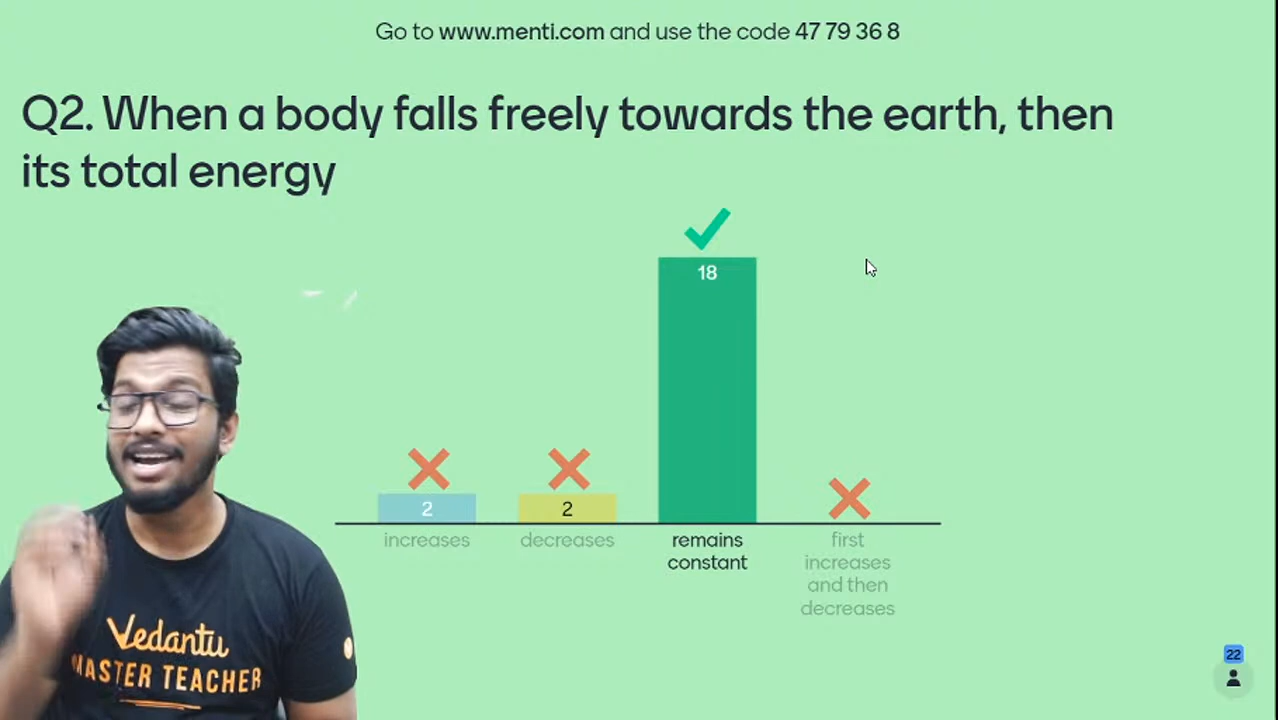 Go to www.menti.com and use the code 47 79 36 8
Q2. When a body falls freely towards the earth, then
its total energy
18
2
2
increases
decreases
remains
constant
first
increases
and then
decreases
Vedantu
MASTER TEACHER
22